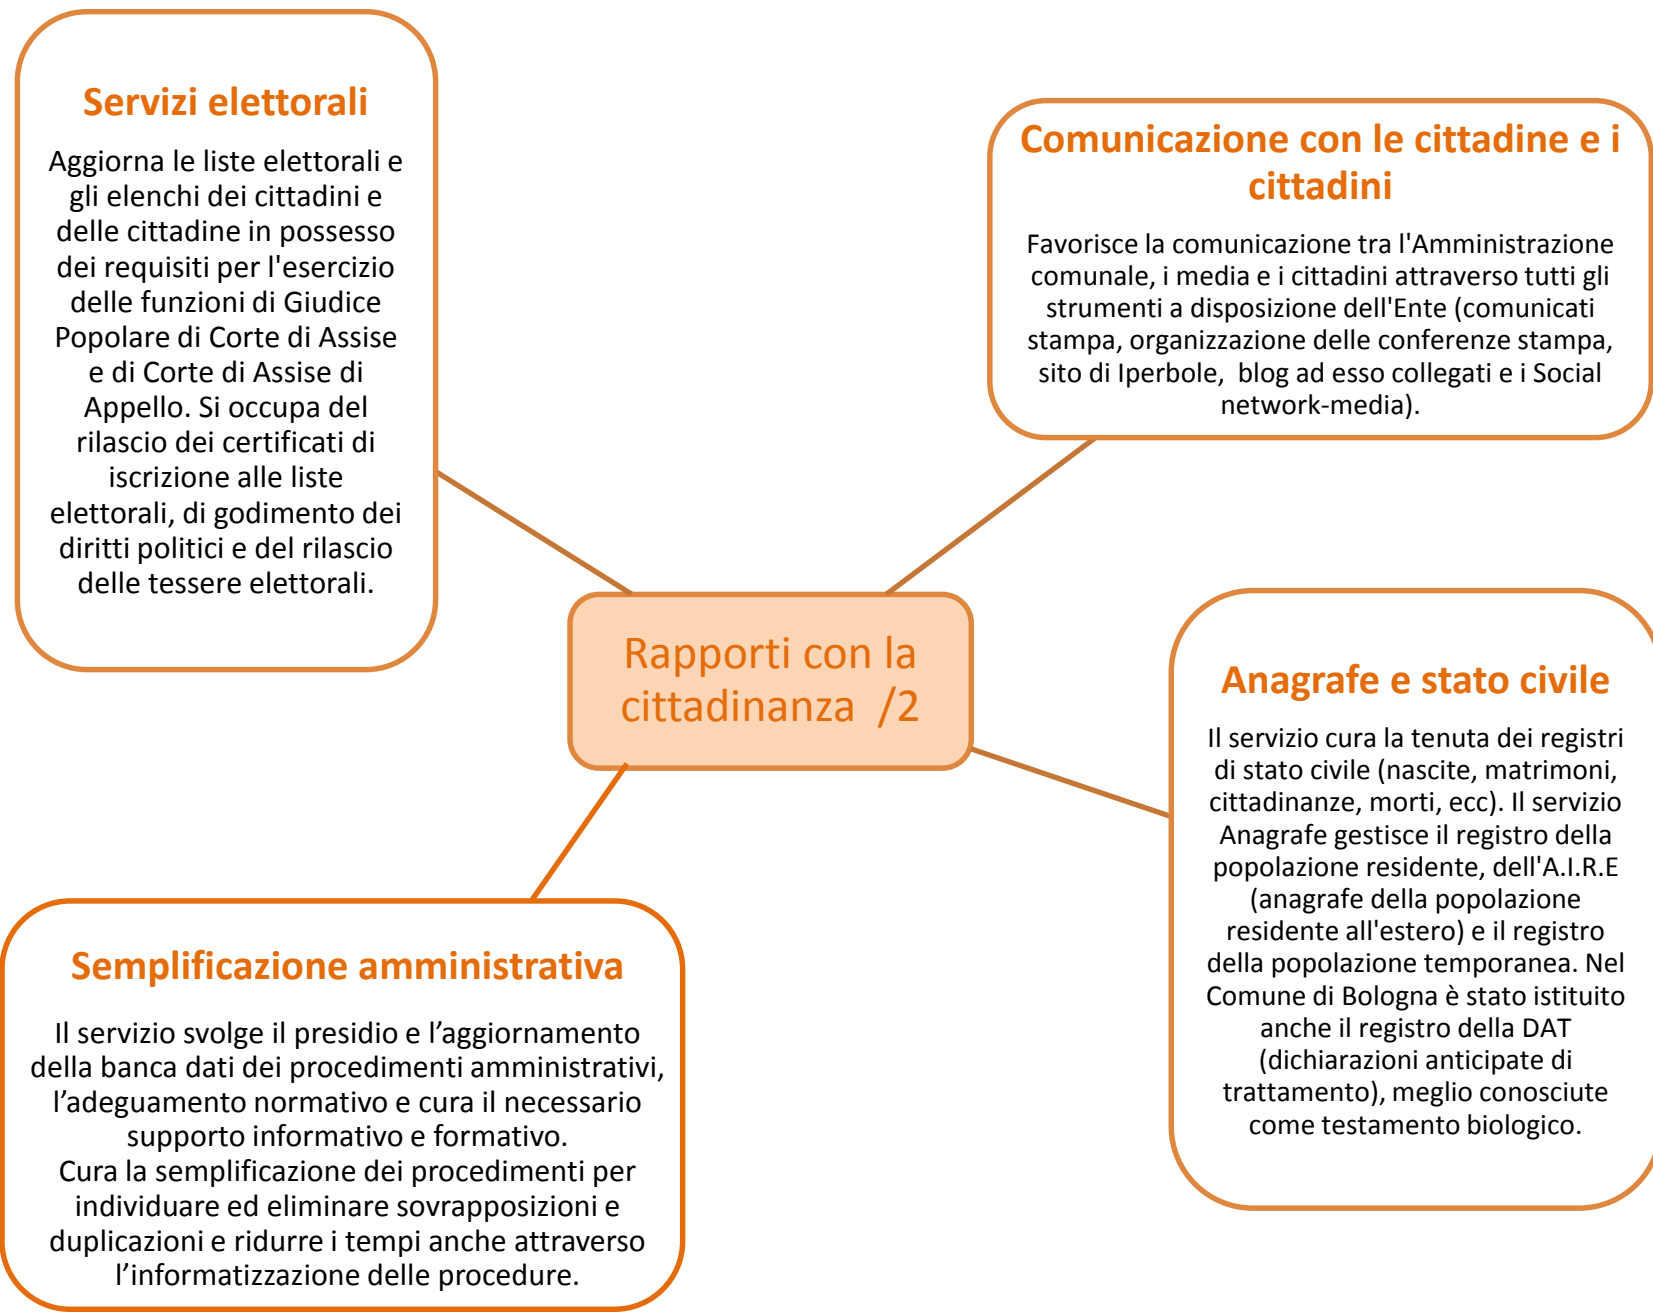 Servizi elettorali
Aggiorna le liste elettorali e
gli elenchi dei cittadini e
delle cittadine in possesso
dei requisiti per l'esercizio
delle funzioni di Giudice
Popolare di Corte di Assise
e di Corte di Assise di
Appello. Si occupa del
rilascio dei certificati di
iscrizione alle liste
elettorali, di godimento dei
diritti politici e del rilascio
delle tessere elettorali.
Comunicazione con le cittadine e i
cittadini
Favorisce la comunicazione tra l'Amministrazione
comunale, i media e i cittadini attraverso tutti gli
strumenti a disposizione dell'Ente (comunicati
stampa, organizzazione delle conferenze stampa,
sito di Iperbole,  blog ad esso collegati e i Social
network-media).
Rapporti con la
cittadinanza  /2
Anagrafe e stato civile
Il servizio cura la tenuta dei registri
di stato civile (nascite, matrimoni,
cittadinanze, morti, ecc). Il servizio
Anagrafe gestisce il registro della
popolazione residente, dell'A.I.R.E
(anagrafe della popolazione
residente all'estero) e il registro
della popolazione temporanea. Nel
Comune di Bologna è stato istituito
anche il registro della DAT
(dichiarazioni anticipate di
trattamento), meglio conosciute
come testamento biologico.
Semplificazione amministrativa
Il servizio svolge il presidio e l’aggiornamento
della banca dati dei procedimenti amministrativi,
l’adeguamento normativo e cura il necessario
supporto informativo e formativo.
Cura la semplificazione dei procedimenti per
individuare ed eliminare sovrapposizioni e
duplicazioni e ridurre i tempi anche attraverso
l’informatizzazione delle procedure.